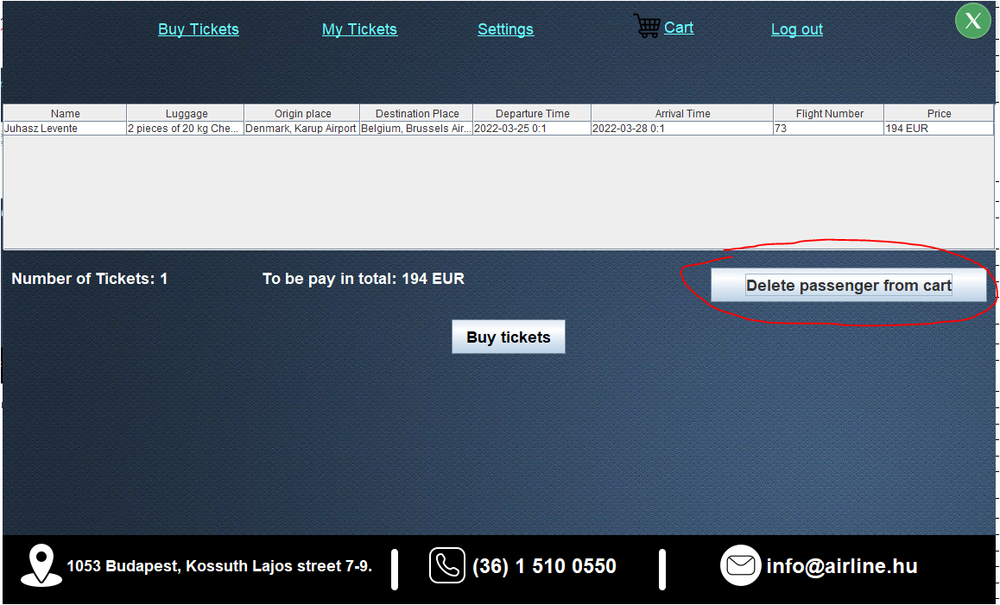 Buy Tickets My Tickets Settings Cart Log out X
Name Luggage Origin place Destination Place Departure Time Arrival Time Flight Number Price
Juhasz Levente 2 pieces of 20 kg Che... Denmark, Karup Airport Belgium, Brussels Air... 2022-03-25 0:1 2022-03-28 0:1 73 194 EUR
Number of Tickets: 1 To be pay in total: 194 EUR Delete passenger from cart
Buy tickets
1053 Budapest, Kossuth Lajos street 7-9. (36) 1 510 0550 info@airline.hu